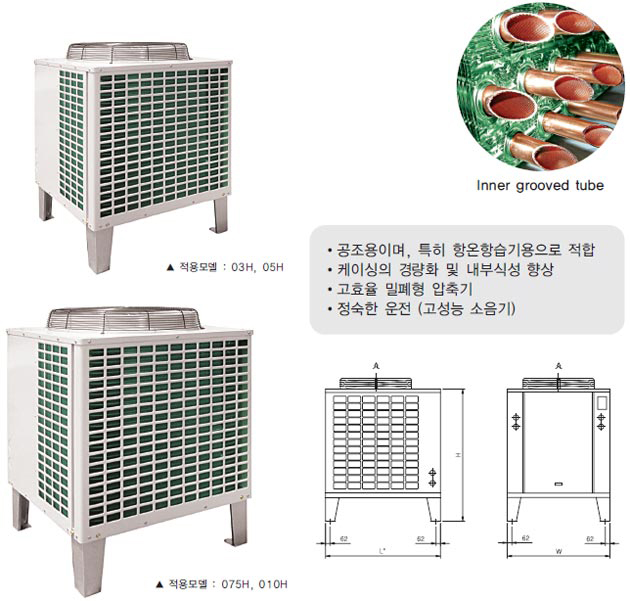 Inner grooved tube
▲ 적용모델 : 03H, 05H
• 공조용이며, 특히 항온항습기용으로 적합
• 케이싱의 경량화 및 내부식성 향상
• 고효율 밀폐형 압축기
• 정숙한 운전 (고성능 소음기)
▲ 적용모델 : 075H, 010H
A
A
H
62
62
L*
62
62
W